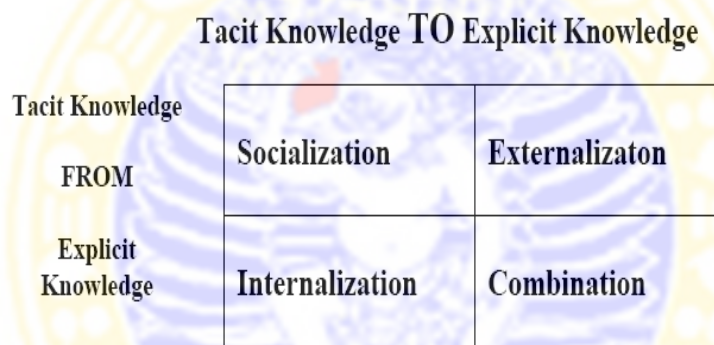 Tacit Knowledge TO Explicit Knowledge
Tacit Knowledge
FROM
Explicit
Knowledge
Socialization
Externalizaton
Internalization
Combination